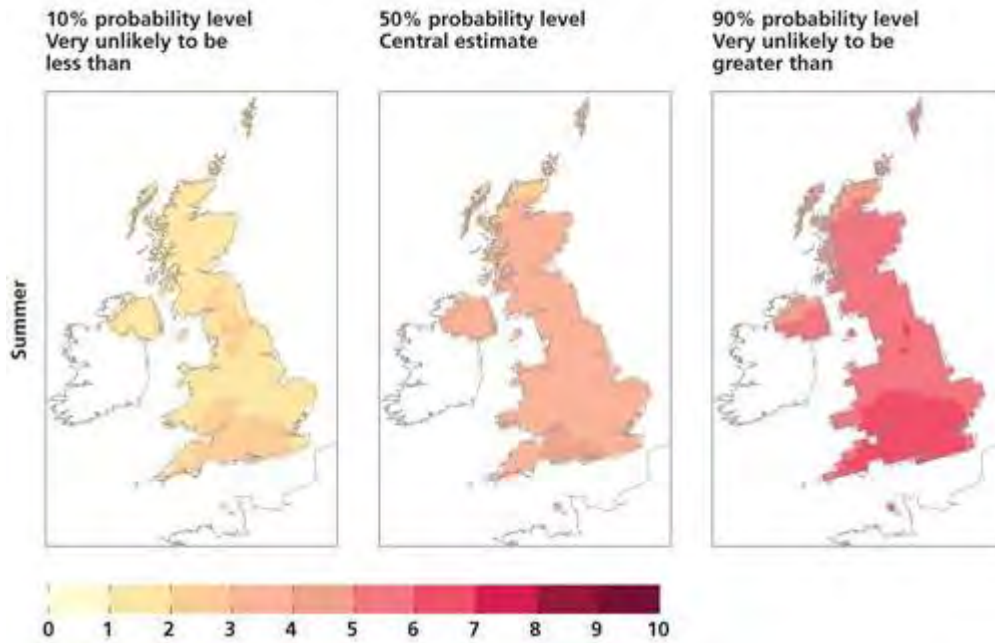 10% probability level
Very unlikely to be
less than
50% probability level
Central estimate
90% probability level
Very unlikely to be
greater than
Summer
0 1 2 3 4 5 6 7 8 9 10